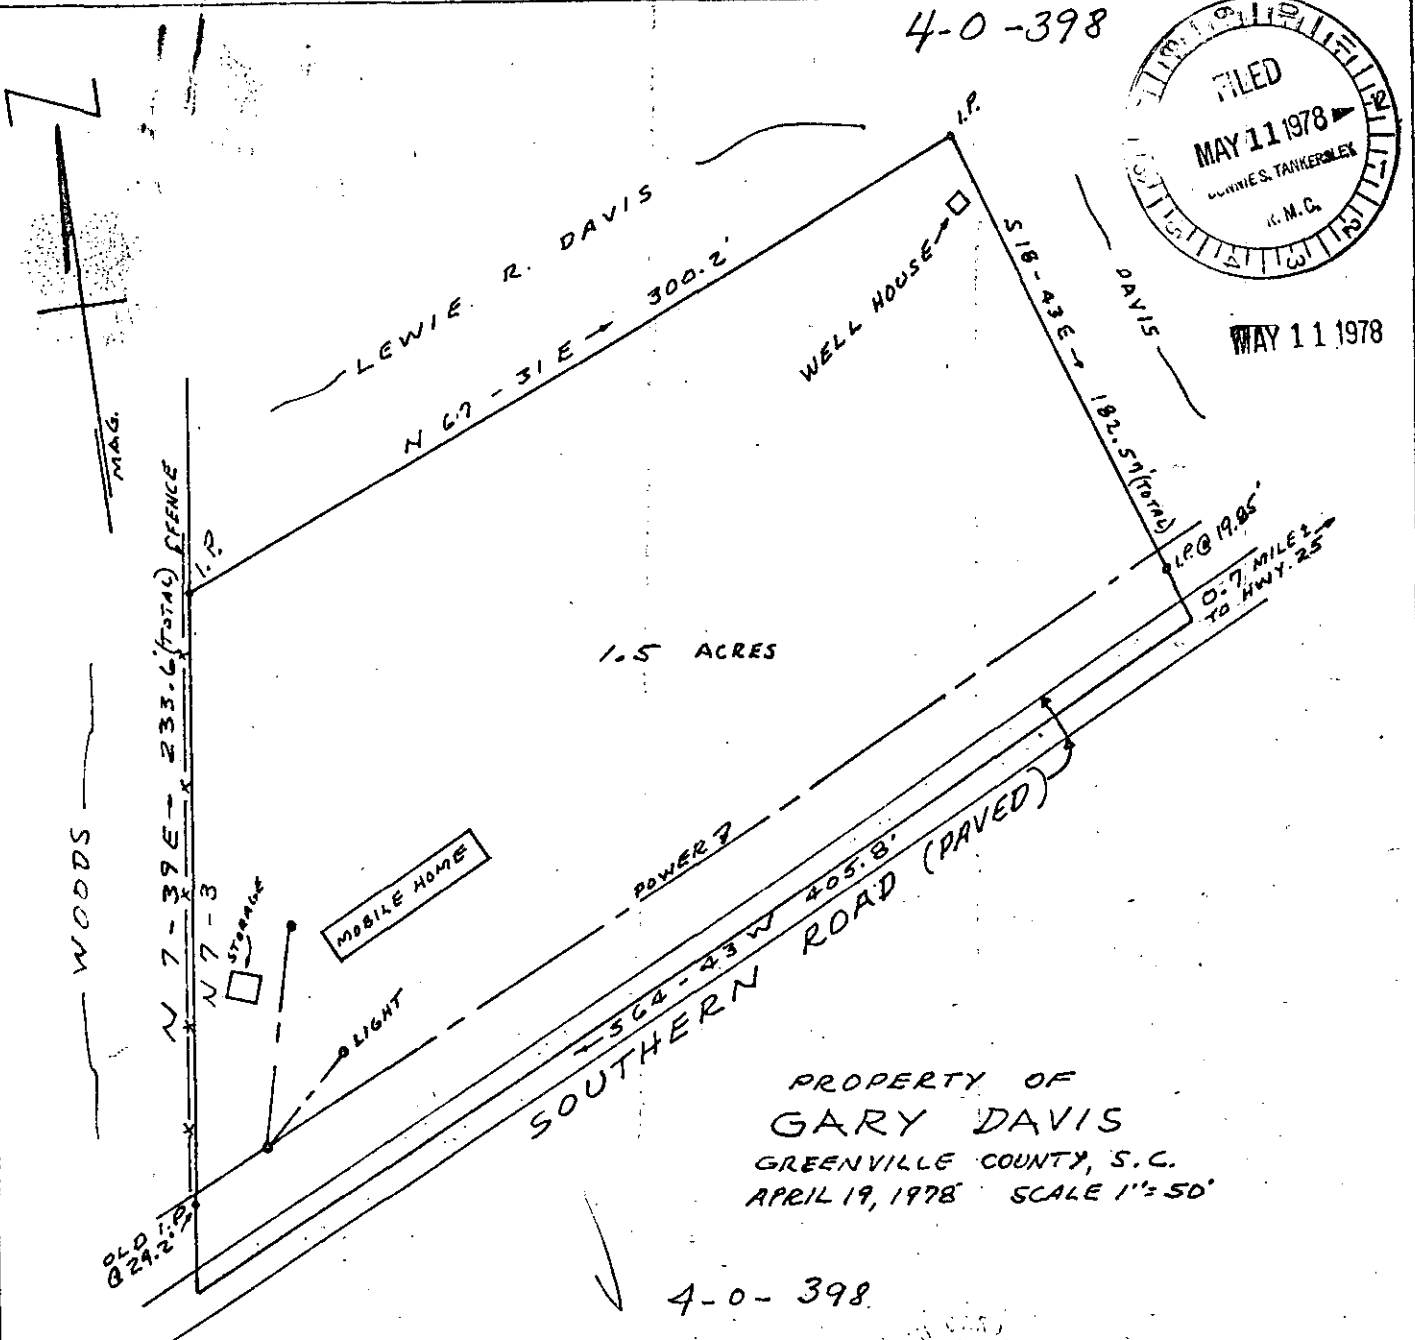 4-0-398
FILED
MAY 11 1978
S. TANKERSLEY
R.M.C.
MAY 11 1978
MAG.
I.P.
LEWIE R. DAVIS
N 67-31 E → 300.2'
WELL HOUSE
S 18-43 E → 182.57' (TOTAL)
DAVIS
I.P. @ 19.85'
0.7 MILE ±
TO HWY. 25
I.P.
N 7-39 E → 233.6' (TOTAL) FENCE
N 7-3
WOODS
1.5 ACRES
STORAGE
MOBILE HOME
LIGHT
POWER
← S 64-43 W 405.8'
SOUTHERN ROAD (PAVED)
OLD I.P.
@ 29.2'
PROPERTY OF
GARY DAVIS
GREENVILLE COUNTY, S.C.
APRIL 19, 1978 SCALE 1"=50'
4-0-398